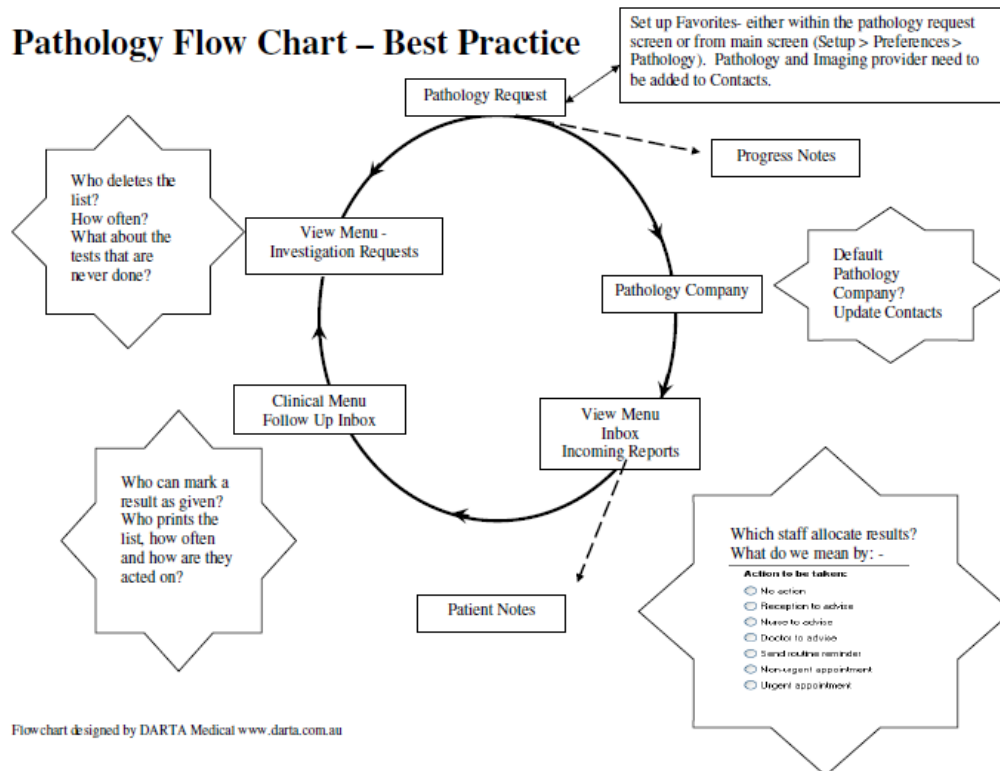 Pathology Flow Chart – Best Practice
Set up Favorites- either within the pathology request
screen or from main screen (Setup > Preferences >
Pathology). Pathology and Imaging provider need to
be added to Contacts.
Pathology Request
Progress Notes
Who deletes the
list?
How often?
What about the
tests that are
never done?
View Menu -
Investigation Requests
Pathology Company
Default
Pathology
Company?
Update Contacts
Clinical Menu
Follow Up Inbox
View Menu
Inbox
Incoming Reports
Who can mark a
result as given?
Who prints the
list, how often
and how are they
acted on?
Which staff allocate results?
What do we mean by: -
Action to be taken:
No action
Reception to advise
Nurse to advise
Doctor to advise
Send routine reminder
Non-urgent appointment
Urgent appointment
Patient Notes
Flowchart designed by DARTA Medical www.darta.com.au